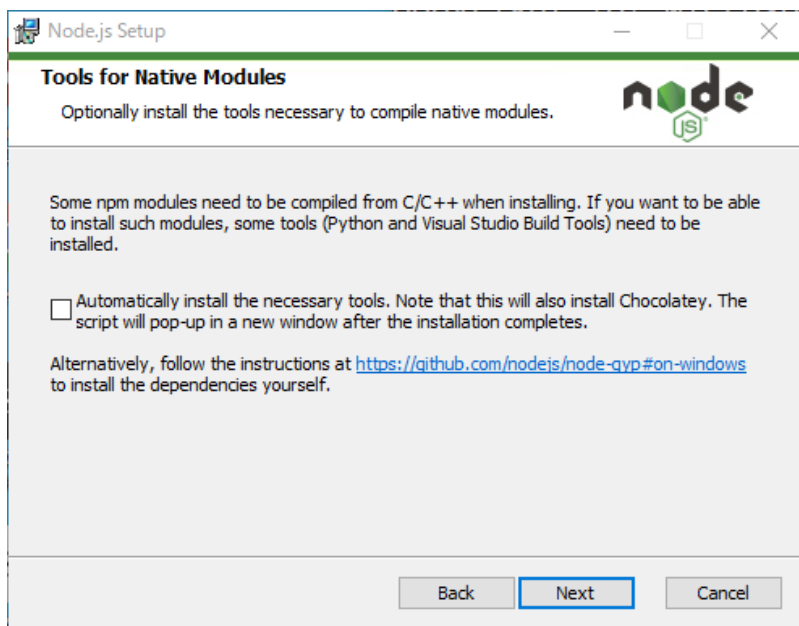 Node.js Setup
Tools for Native Modules
Optionally install the tools necessary to compile native modules.
node
JS
Some npm modules need to be compiled from C/C++ when installing. If you want to be able
to install such modules, some tools (Python and Visual Studio Build Tools) need to be
installed.
Automatically install the necessary tools. Note that this will also install Chocolatey. The
script will pop-up in a new window after the installation completes.
Alternatively, follow the instructions at https://github.com/nodejs/node-gyp#on-windows
to install the dependencies yourself.
Back Next Cancel